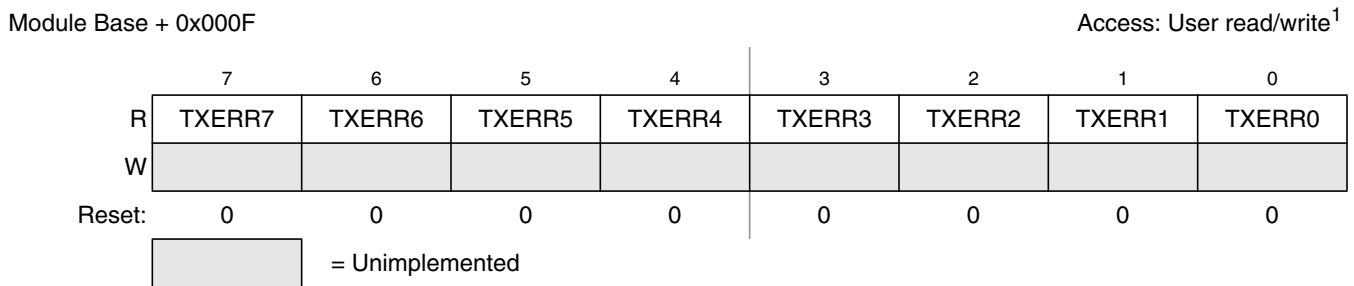 Module Base + 0x000F Access: User read/write1
7 6 5 4 3 2 1 0
R TXERR7 TXERR6 TXERR5 TXERR4 TXERR3 TXERR2 TXERR1 TXERR0
W
Reset: 0 0 0 0 0 0 0 0
= Unimplemented